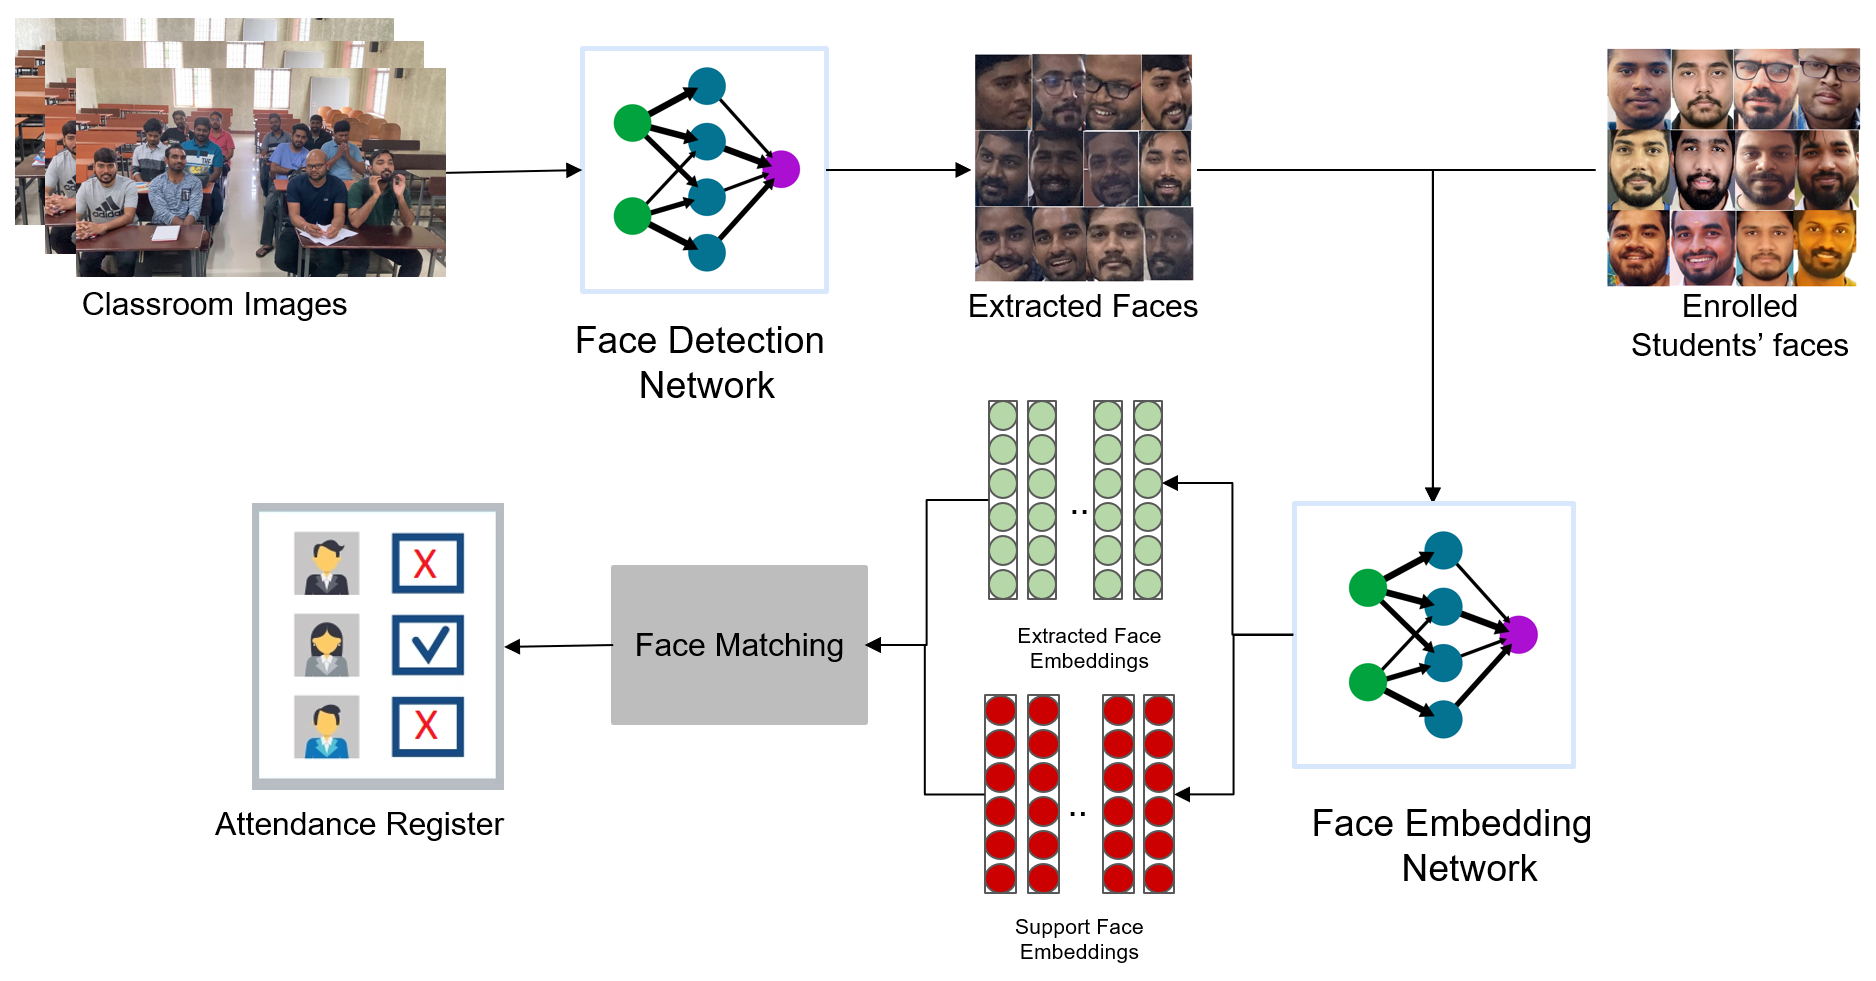 Classroom Images
Face Detection
Network
Extracted Faces
Enrolled
Students’ faces
adidas
Extracted Face
Embeddings
Face Matching
X
X
Attendance Register
Face Embedding
Network
Support Face
Embeddings